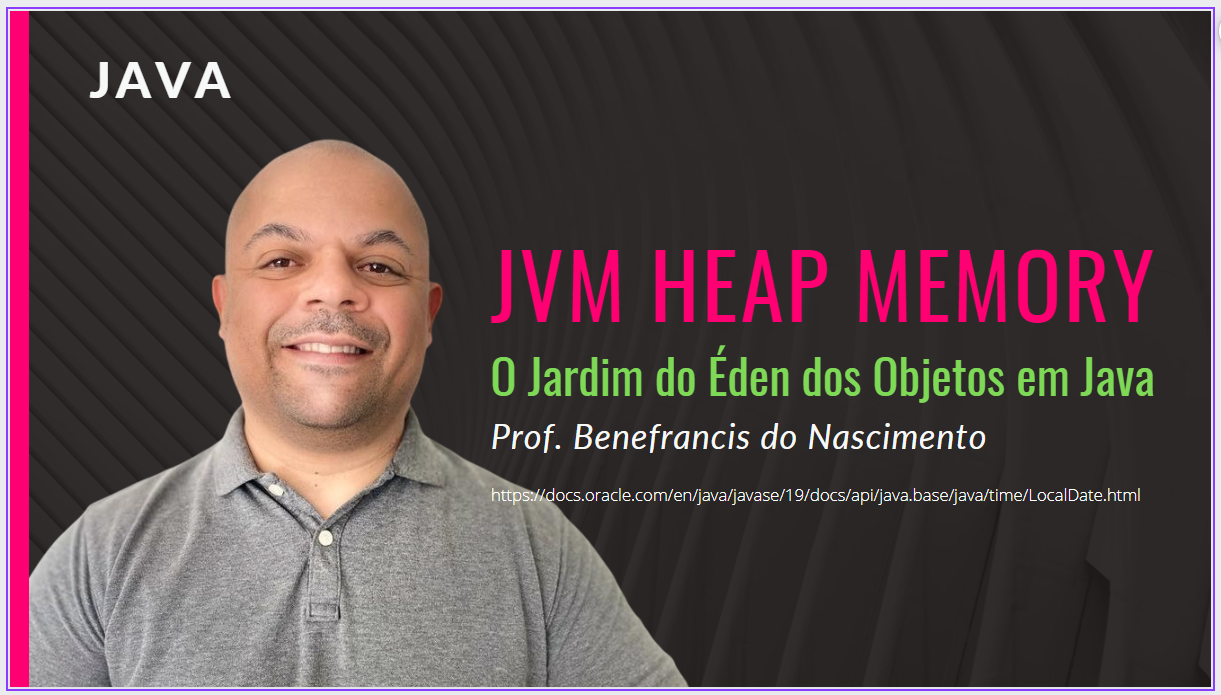 JAVA
JVM HEAP MEMORY
O Jardim do Éden dos Objetos em Java
Prof. Benefrancis do Nascimento
https://docs.oracle.com/en/java/javase/19/docs/api/java.base/java/time/LocalDate.html